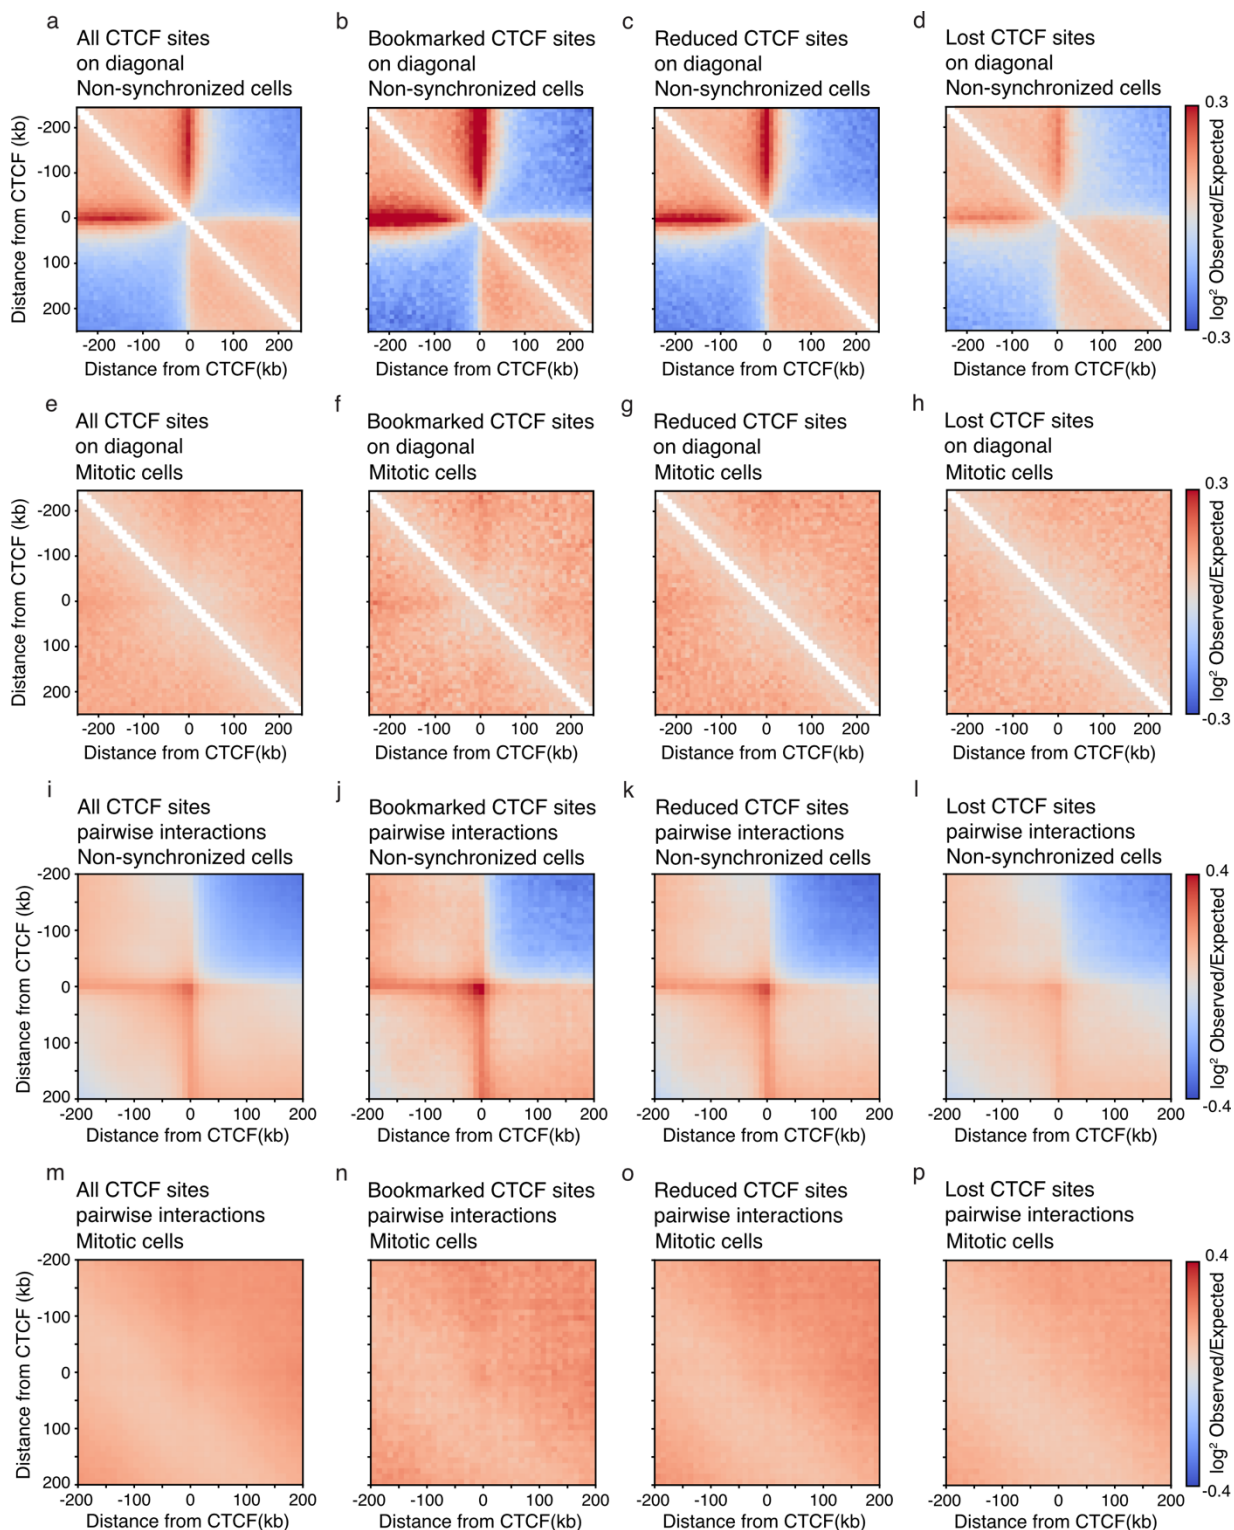 a
All CTCF sites
on diagonal
Non-synchronized cells
b
Bookmarked CTCF sites
on diagonal
Non-synchronized cells
c
Reduced CTCF sites
on diagonal
Non-synchronized cells
d
Lost CTCF sites
on diagonal
Non-synchronized cells
Distance from CTCF (kb)
-200
-100
0
100
200
-200 -100 0 100 200
Distance from CTCF(kb)
-200 -100 0 100 200
Distance from CTCF(kb)
-200 -100 0 100 200
Distance from CTCF(kb)
-200 -100 0 100 200
Distance from CTCF(kb)
0.3
log² Observed/Expected
-0.3
e
All CTCF sites
on diagonal
Mitotic cells
f
Bookmarked CTCF sites
on diagonal
Mitotic cells
g
Reduced CTCF sites
on diagonal
Mitotic cells
h
Lost CTCF sites
on diagonal
Mitotic cells
Distance from CTCF (kb)
-200
-100
0
100
200
-200 -100 0 100 200
Distance from CTCF(kb)
-200 -100 0 100 200
Distance from CTCF(kb)
-200 -100 0 100 200
Distance from CTCF(kb)
-200 -100 0 100 200
Distance from CTCF(kb)
0.3
log² Observed/Expected
-0.3
i
All CTCF sites
pairwise interactions
Non-synchronized cells
j
Bookmarked CTCF sites
pairwise interactions
Non-synchronized cells
k
Reduced CTCF sites
pairwise interactions
Non-synchronized cells
l
Lost CTCF sites
pairwise interactions
Non-synchronized cells
Distance from CTCF (kb)
-200
-100
0
100
200
-200 -100 0 100 200
Distance from CTCF(kb)
-200 -100 0 100 200
Distance from CTCF(kb)
-200 -100 0 100 200
Distance from CTCF(kb)
-200 -100 0 100 200
Distance from CTCF(kb)
0.4
log² Observed/Expected
-0.4
m
All CTCF sites
pairwise interactions
Mitotic cells
n
Bookmarked CTCF sites
pairwise interactions
Mitotic cells
o
Reduced CTCF sites
pairwise interactions
Mitotic cells
p
Lost CTCF sites
pairwise interactions
Mitotic cells
Distance from CTCF (kb)
-200
-100
0
100
200
-200 -100 0 100 200
Distance from CTCF(kb)
-200 -100 0 100 200
Distance from CTCF(kb)
-200 -100 0 100 200
Distance from CTCF(kb)
-200 -100 0 100 200
Distance from CTCF(kb)
0.4
log² Observed/Expected
-0.4